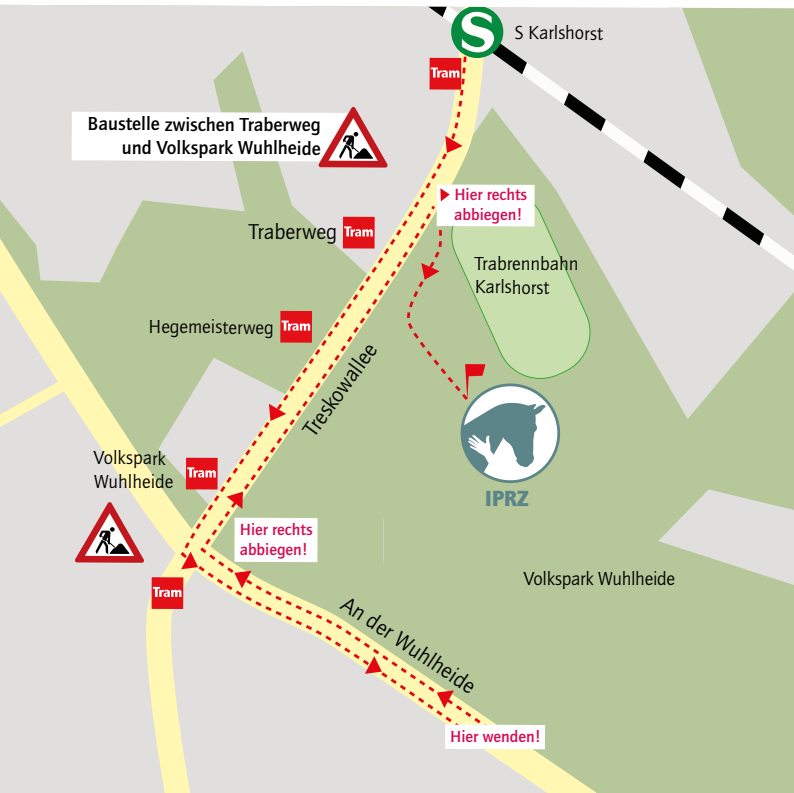 S
S Karlshorst
Tram
Baustelle zwischen Traberweg
und Volkspark Wuhlheide
Hier rechts
abbiegen!
Traberweg Tram
Trabrennbahn
Karlshorst
Hegemeisterweg Tram
Treskowallee
Volkspark
Wuhlheide
Tram
IPRZ
Hier rechts
abbiegen!
Volkspark Wuhlheide
Tram
An der Wuhlheide
Hier wenden!